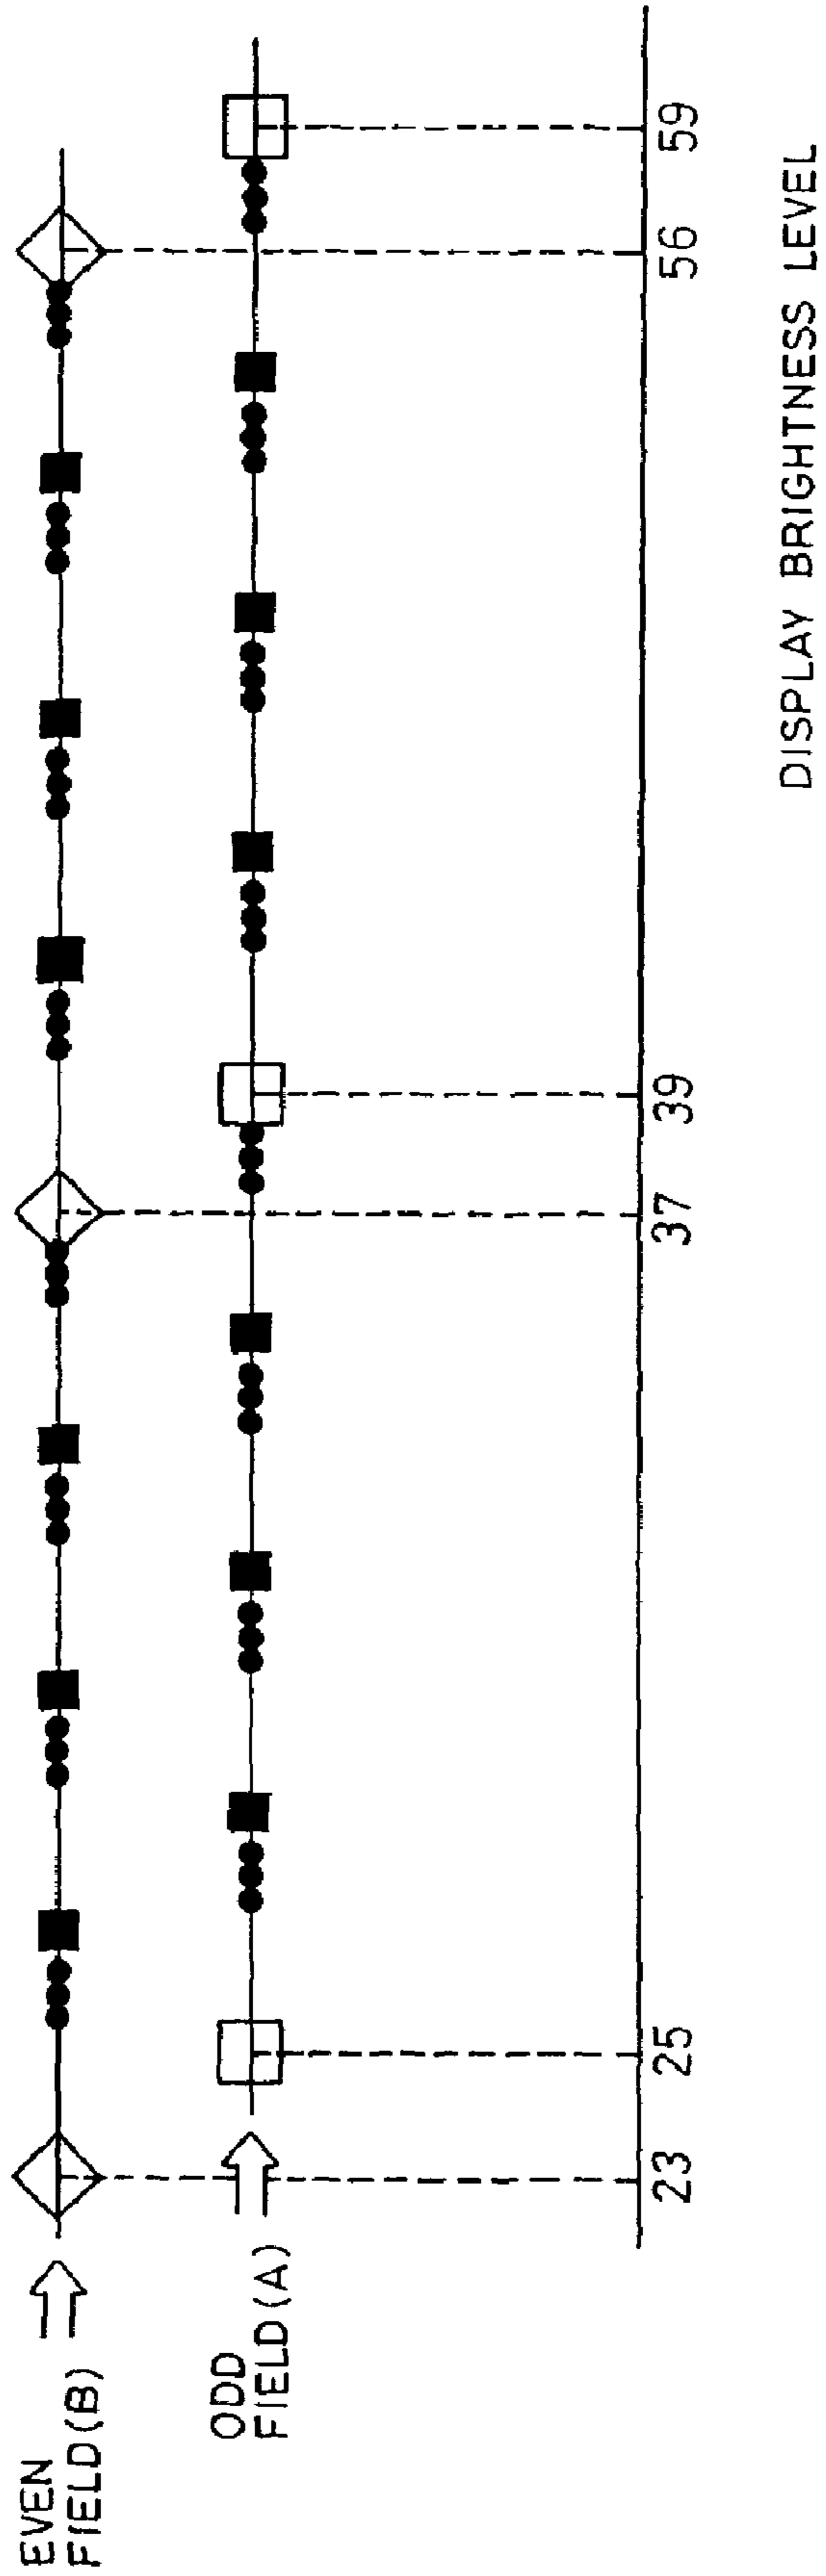 EVEN
FIELD(B)
ODD
FIELD(A)
23 25 37 39 56 59
DISPLAY BRIGHTNESS LEVEL